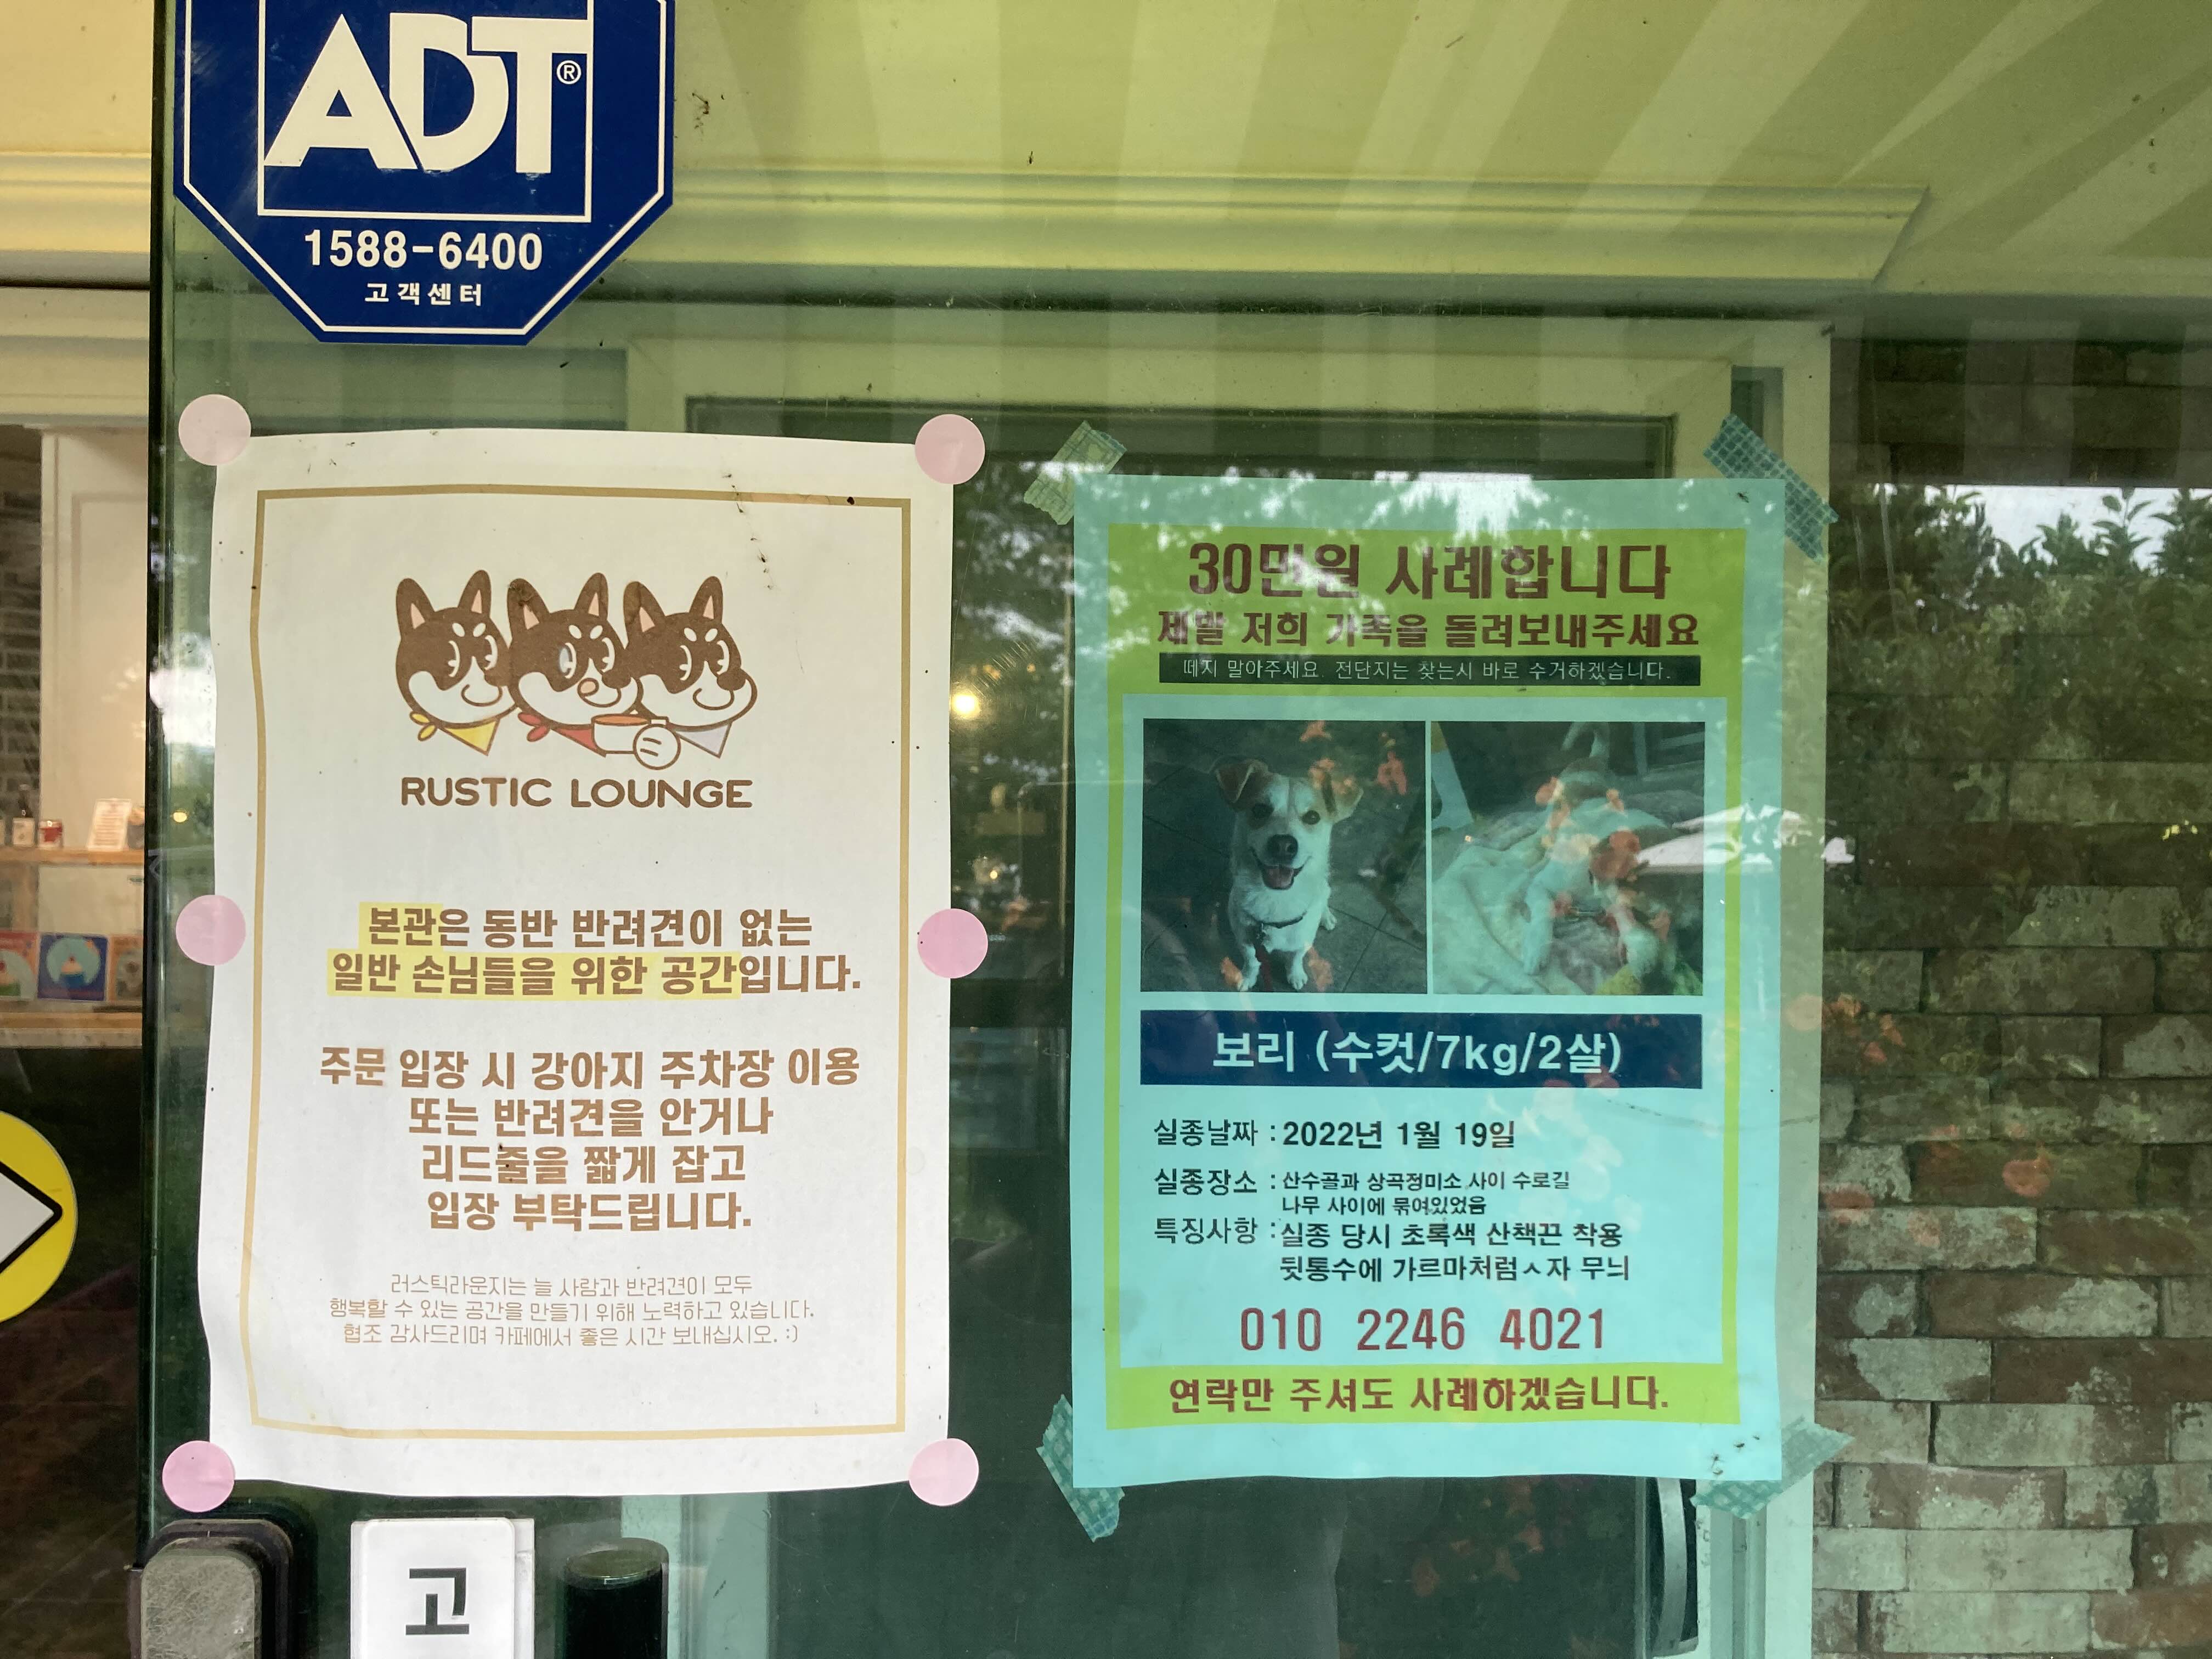 ADT®
1588-6400
고객센터
RUSTIC LOUNGE
본관은 동반 반려견이 없는
일반 손님들을 위한 공간입니다.
주문 입장 시 강아지 주차장 이용
또는 반려견을 안거나
리드줄을 짧게 잡고
입장 부탁드립니다.
러스틱라운지는 늘 사람과 반려견이 모두
행복할 수 있는 공간을 만들기 위해 노력하고 있습니다.
협조 감사드리며 카페에서 좋은 시간 보내십시오. :)
고
30만원 사례합니다
제발 저희 가족을 돌려보내주세요
떼지 말아주세요. 전단지는 찾는시 바로 수거하겠습니다.
보리 (수컷/7kg/2살)
실종날짜 : 2022년 1월 19일
실종장소 : 산수골과 상곡정미소 사이 수로길
나무 사이에 묶여있었음
특징사항 : 실종 당시 초록색 산책끈 착용
뒷통수에 가르마처럼ㅅ자 무늬
010 2246 4021
연락만 주셔도 사례하겠습니다.